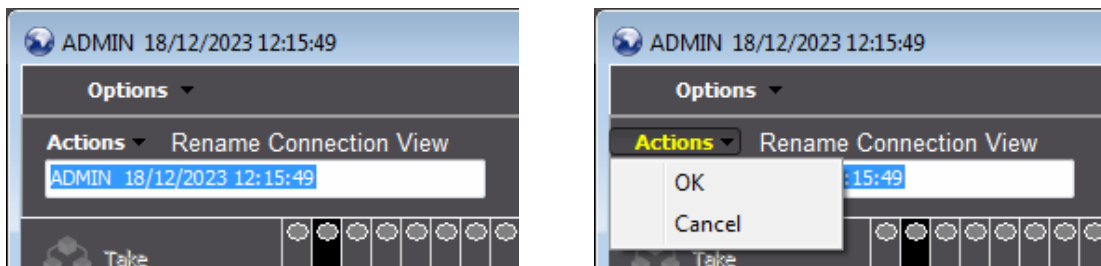 ADMIN 18/12/2023 12:15:49
Options
Actions Rename Connection View
ADMIN 18/12/2023 12:15:49
Take
ADMIN 18/12/2023 12:15:49
Options
Actions Rename Connection View
15:49
OK
Cancel
Take